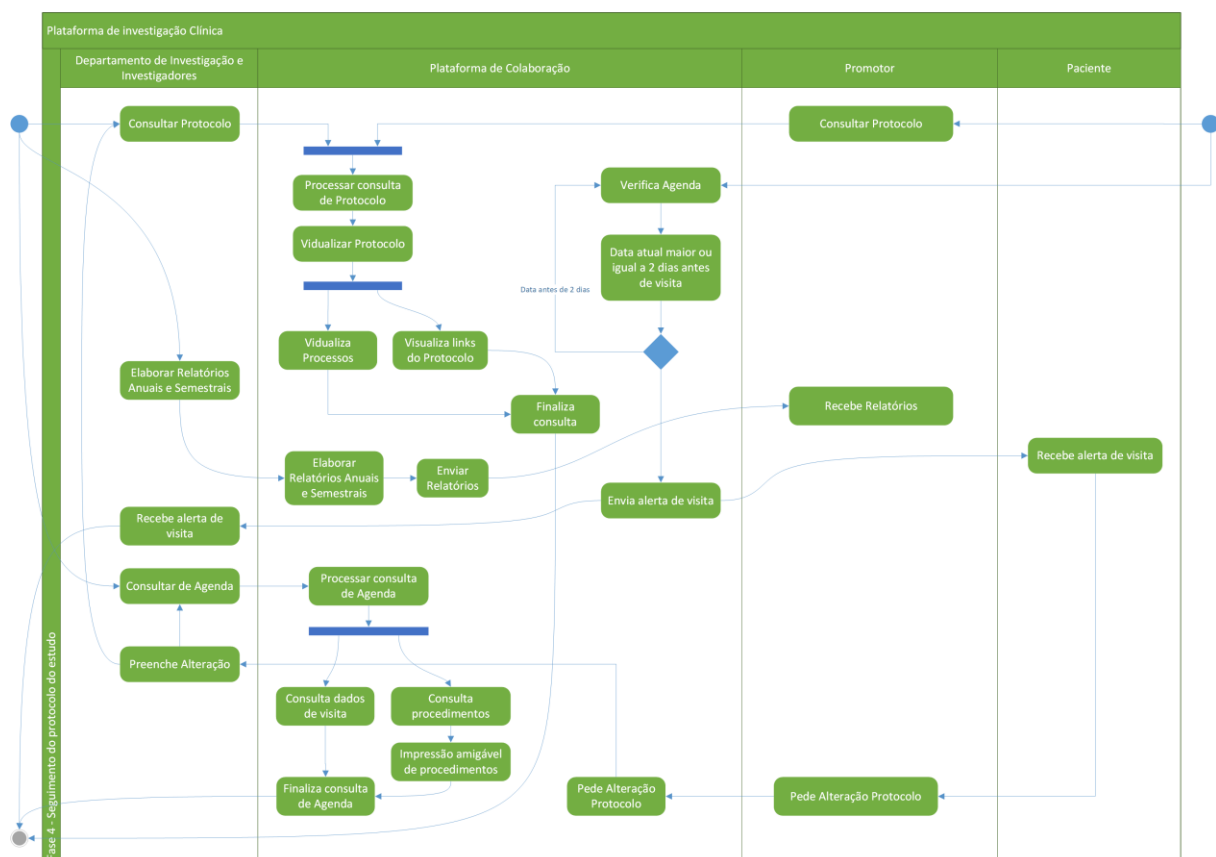 Plataforma de investigação Clínica
Departamento de Investigação e
Investigadores
Plataforma de Colaboração
Promotor
Paciente
Consultar Protocolo
Consultar Protocolo
Processar consulta
de Protocolo
Verifica Agenda
Vidualizar Protocolo
Data atual maior ou
igual a 2 dias antes
de visita
Data antes de 2 dias
Vidualiza
Processos
Visualiza links
do Protocolo
Elaborar Relatórios
Anuais e Semestrais
Finaliza
consulta
Recebe Relatórios
Elaborar
Relatórios Anuais
e Semestrais
Enviar
Relatórios
Recebe alerta de visita
Envia alerta de visita
Recebe alerta de
visita
Consultar de Agenda
Processar consulta
de Agenda
Preenche Alteração
Consulta dados
de visita
Consulta
procedimentos
Impressão amigável
de procedimentos
Finaliza consulta
de Agenda
Pede Alteração
Protocolo
Pede Alteração Protocolo
Fase 4 - Seguimento do protocolo do estudo